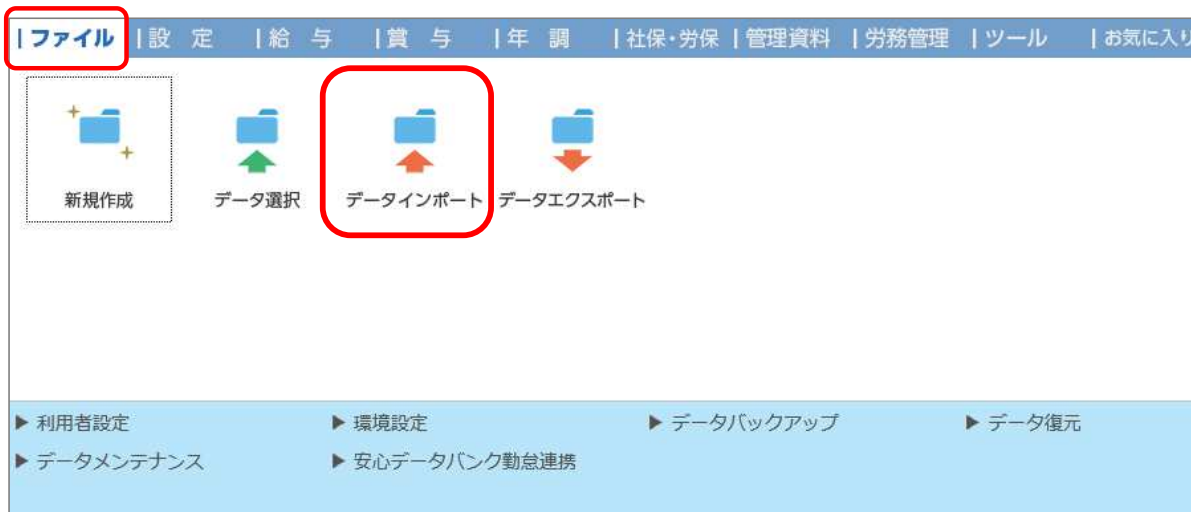 |ファイル |設 定 |給 与 |賞 与 |年 調 |社保・労保 |管理資料 |労務管理 |ツール |お気に入り
新規作成 データ選択 データインポート データエクスポート
▶ 利用者設定 ▶ 環境設定 ▶ データバックアップ ▶ データ復元
▶ データメンテナンス ▶ 安心データバンク勤怠連携